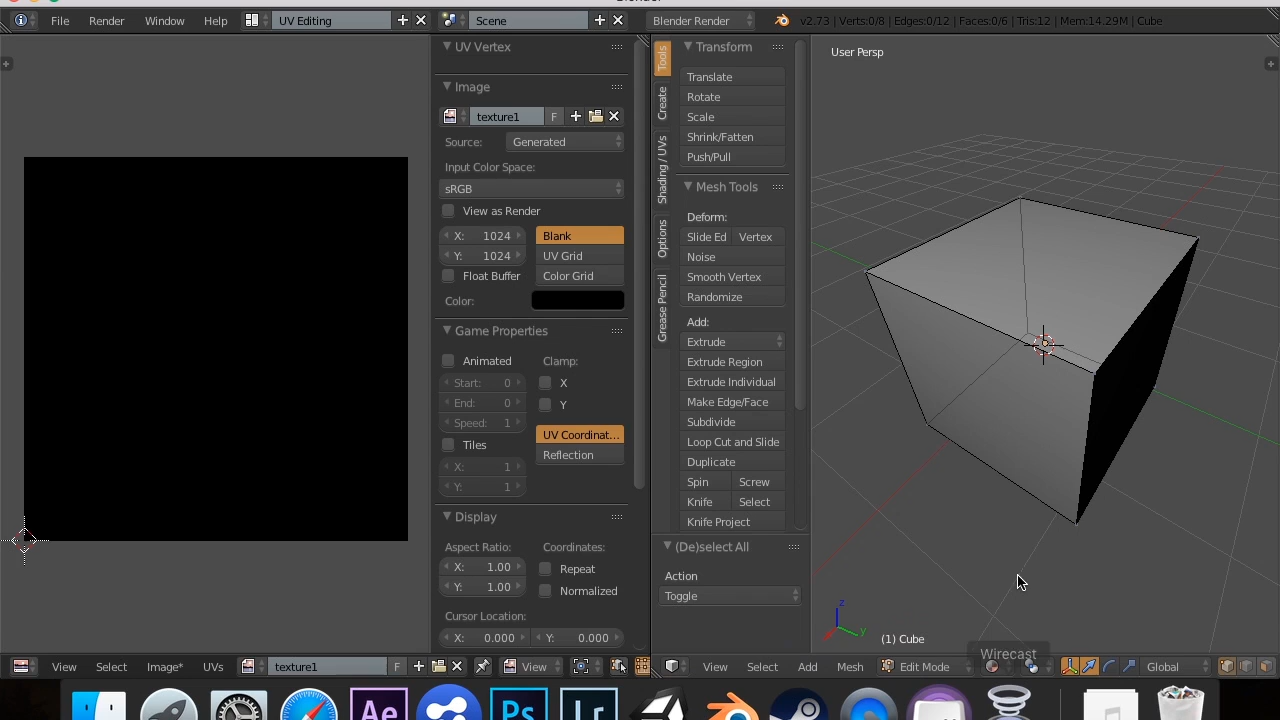 Blender
File Render Window Help UV Editing Scene Blender Render v2.73 | Verts:0/8 | Edges:0/12 | Faces:0/6 | Tris:12 | Mem:14.29M | Cube
UV Vertex
Image
texture1 F
Source: Generated
Input Color Space:
sRGB
View as Render
X: 1024 Blank
Y: 1024 UV Grid
Float Buffer Color Grid
Color:
Game Properties
Animated Clamp:
Start: 0 X
End: 0 Y
Speed: 1 UV Coordinat...
Tiles Reflection
X: 1
Y: 1
Display
Aspect Ratio: Coordinates:
X: 1.00 Repeat
Y: 1.00 Normalized
Cursor Location:
X: 0.000 Y: 0.000
View Select Image* UVs texture1 F View
Tools
Create
Shading / UVs
Options
Grease Pencil
Transform
Translate
Rotate
Scale
Shrink/Fatten
Push/Pull
Mesh Tools
Deform:
Slide Ed Vertex
Noise
Smooth Vertex
Randomize
Add:
Extrude
Extrude Region
Extrude Individual
Make Edge/Face
Subdivide
Loop Cut and Slide
Duplicate
Spin Screw
Knife Select
Knife Project
(De)select All
Action
Toggle
User Persp
z
y
(1) Cube
Wirecast
View Select Add Mesh Edit Mode Global
Ae Ps Lr